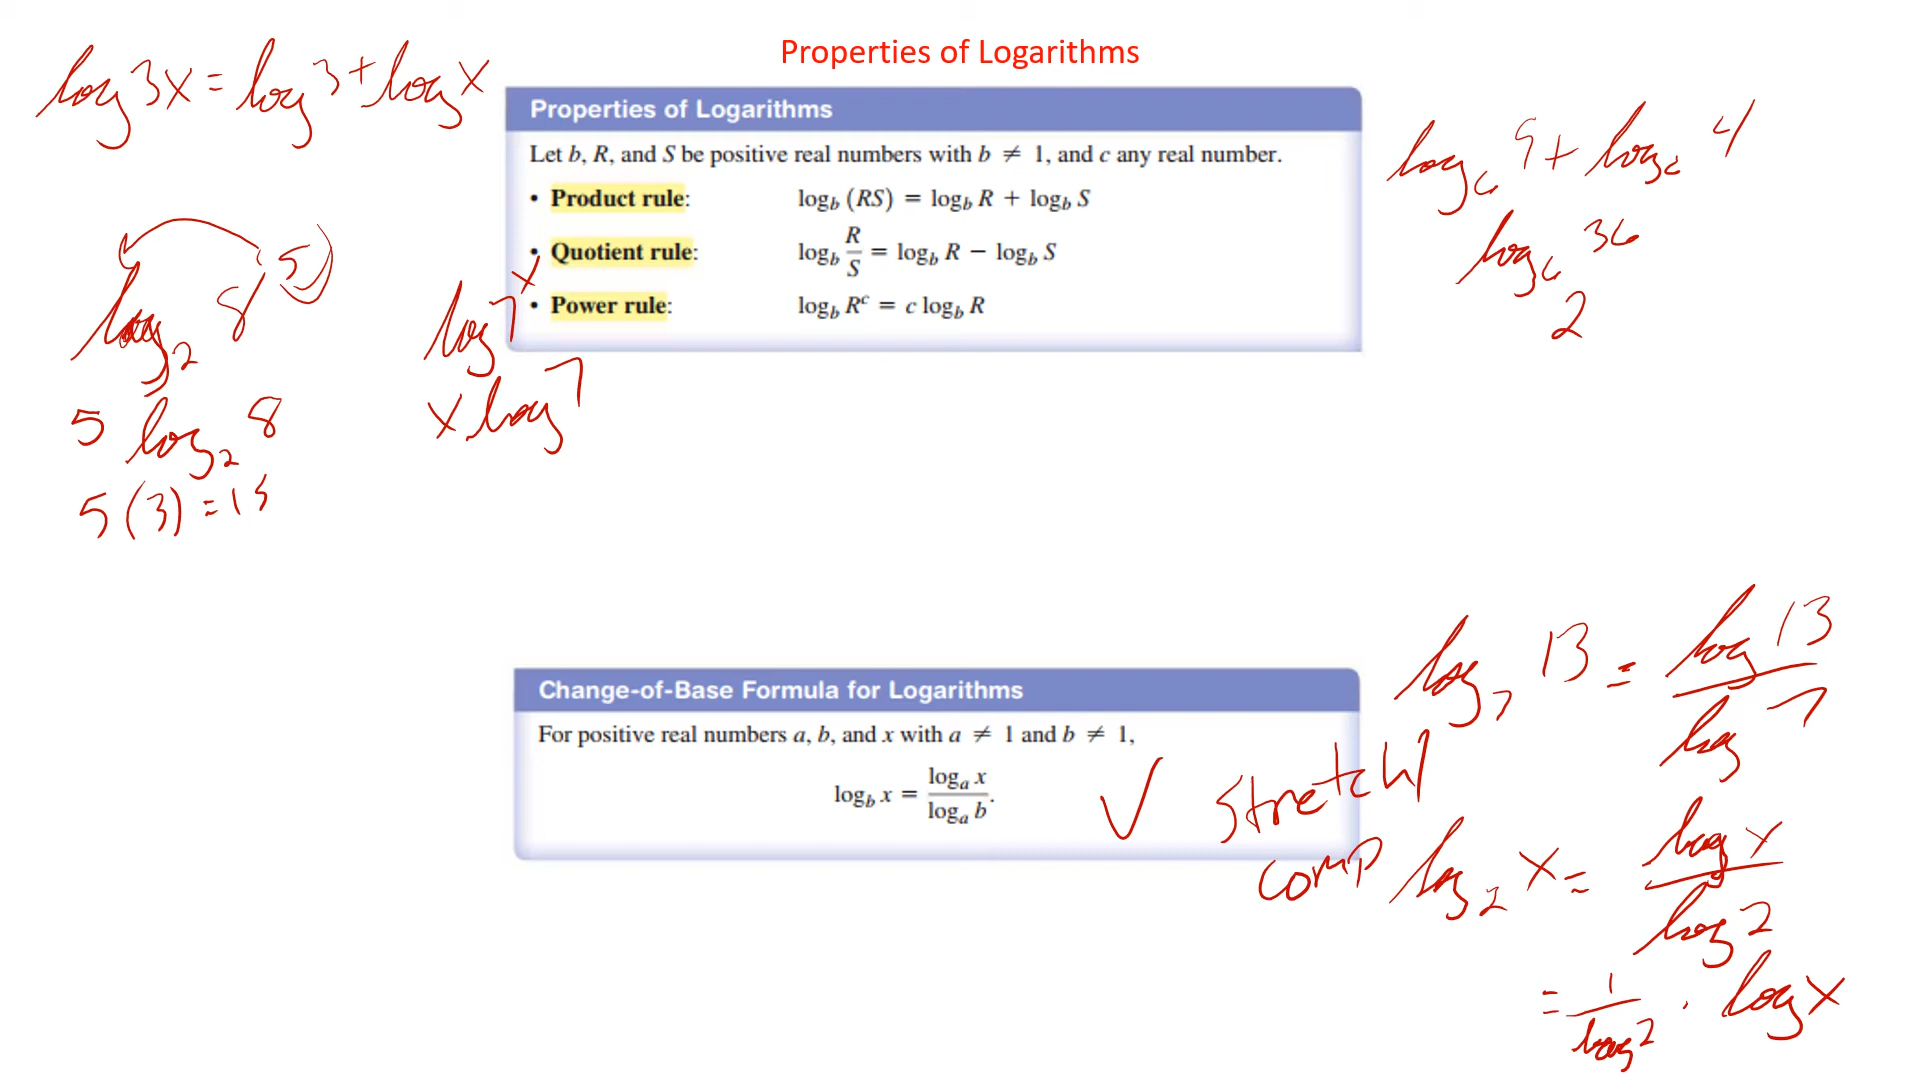 Properties of Logarithms
log 3x = log 3 + log x
Properties of Logarithms
Let b, R, and S be positive real numbers with b ≠ 1, and c any real number.
• Product rule: log_b (RS) = log_b R + log_b S
• Quotient rule: log_b R/S = log_b R − log_b S
• Power rule: log_b R^c = c log_b R
log_6 9 + log_6 4
log_6 36
2
log_2 8^(5)
5 log_2 8
5(3) = 15
log 7^x
x log 7
Change-of-Base Formula for Logarithms
For positive real numbers a, b, and x with a ≠ 1 and b ≠ 1,
log_b x = log_a x / log_a b.
log_7 13 = log 13 / log 7
✓ stretch/
comp
log_2 x = log x / log 2
= 1/log 2 · log x